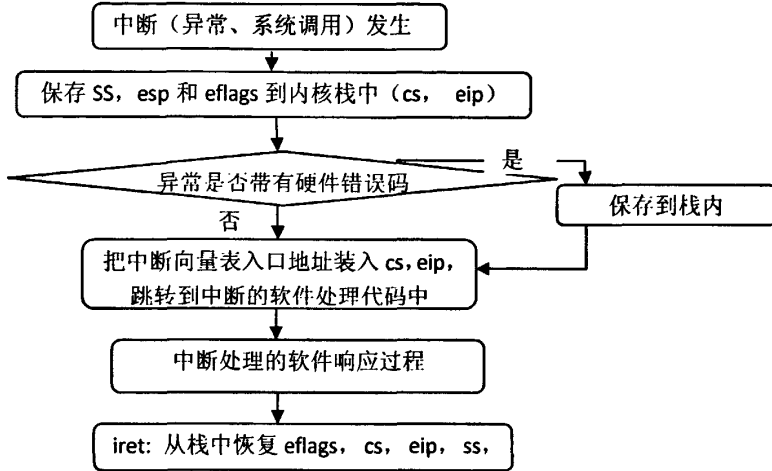 中断（异常、系统调用）发生
保存 SS，esp 和 eflags 到内核栈中（cs， eip）
异常是否带有硬件错误码
是
保存到栈内
否
把中断向量表入口地址装入 cs，eip，
跳转到中断的软件处理代码中
中断处理的软件响应过程
iret: 从栈中恢复 eflags， cs， eip， ss，